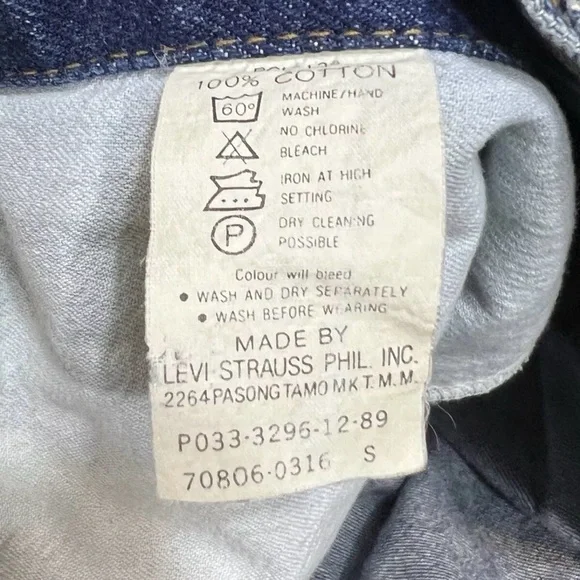 100% COTTON
60° MACHINE/HAND
WASH
NO CHLORINE
BLEACH
IRON AT HIGH
SETTING
P DRY CLEANING
POSSIBLE
Colour will bleed
• WASH AND DRY SEPARATELY
• WASH BEFORE WEARING
MADE BY
LEVI STRAUSS PHIL. INC.
2264 PASONG TAMO MKT. M.M.
P033-3296-12-89
70806-0316 S